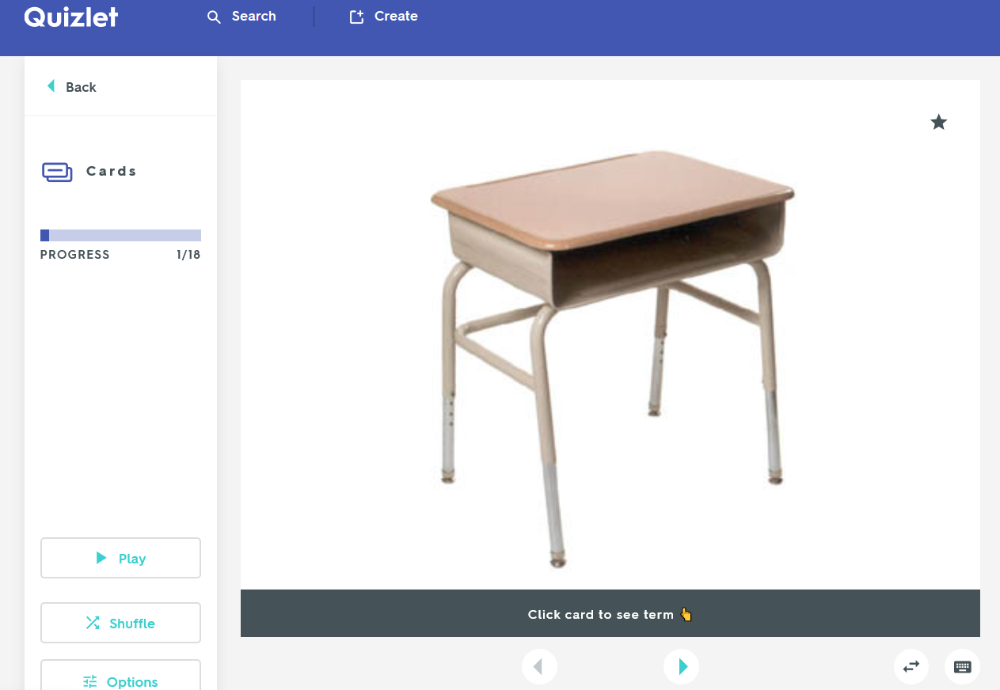 Quizlet
Search
Create
Back
Cards
PROGRESS 1/18
Play
Shuffle
Options
Click card to see term 👆